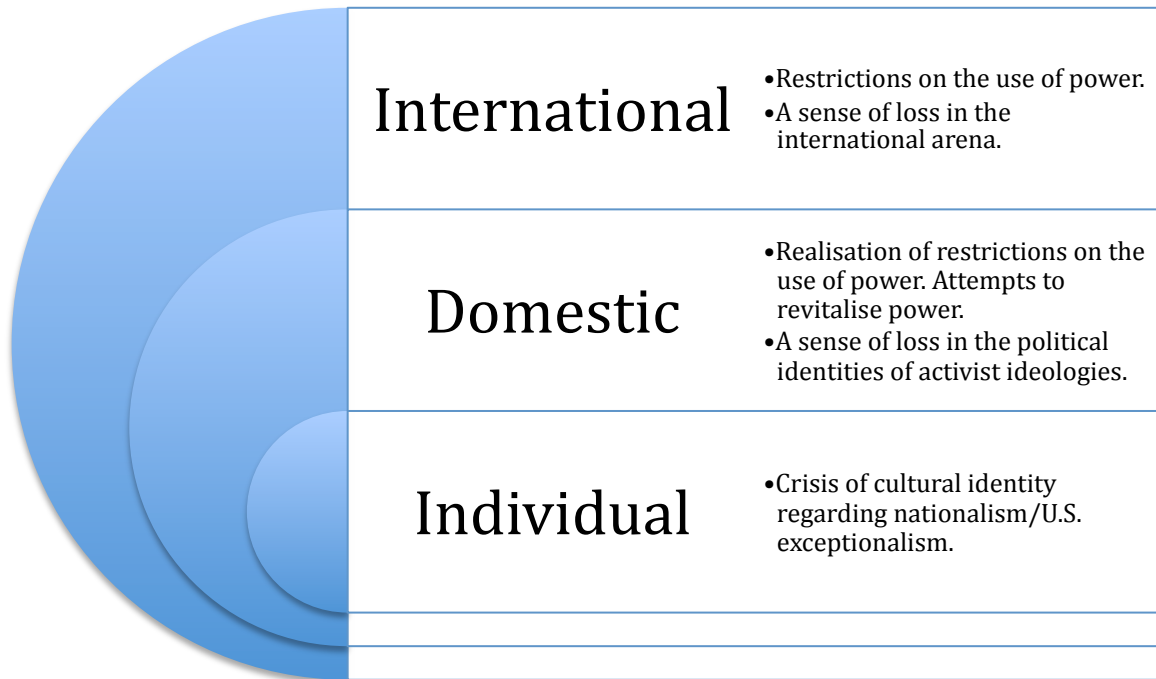 International
•Restrictions on the use of power.
•A sense of loss in the
international arena.
Domestic
•Realisation of restrictions on the
use of power. Attempts to
revitalise power.
•A sense of loss in the political
identities of activist ideologies.
Individual
•Crisis of cultural identity
regarding nationalism/U.S.
exceptionalism.